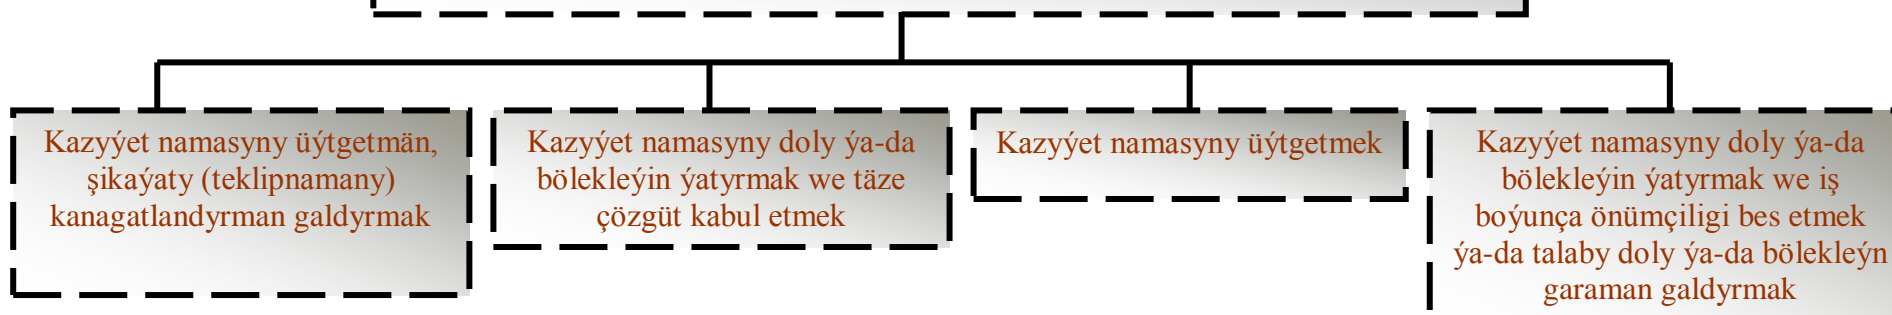 Kazyýet namasyny üýtgetmän,
şikaýaty (teklipnamany)
kanagatlandyrman galdyrmak
Kazyýet namasyny doly ýa-da
bölekleýin ýatyrmak we täze
çözgüt kabul etmek
Kazyýet namasyny üýtgetmek
Kazyýet namasyny doly ýa-da
bölekleýin ýatyrmak we iş
boýunça önümçiligi bes etmek
ýa-da talaby doly ýa-da bölekleýn
garaman galdyrmak